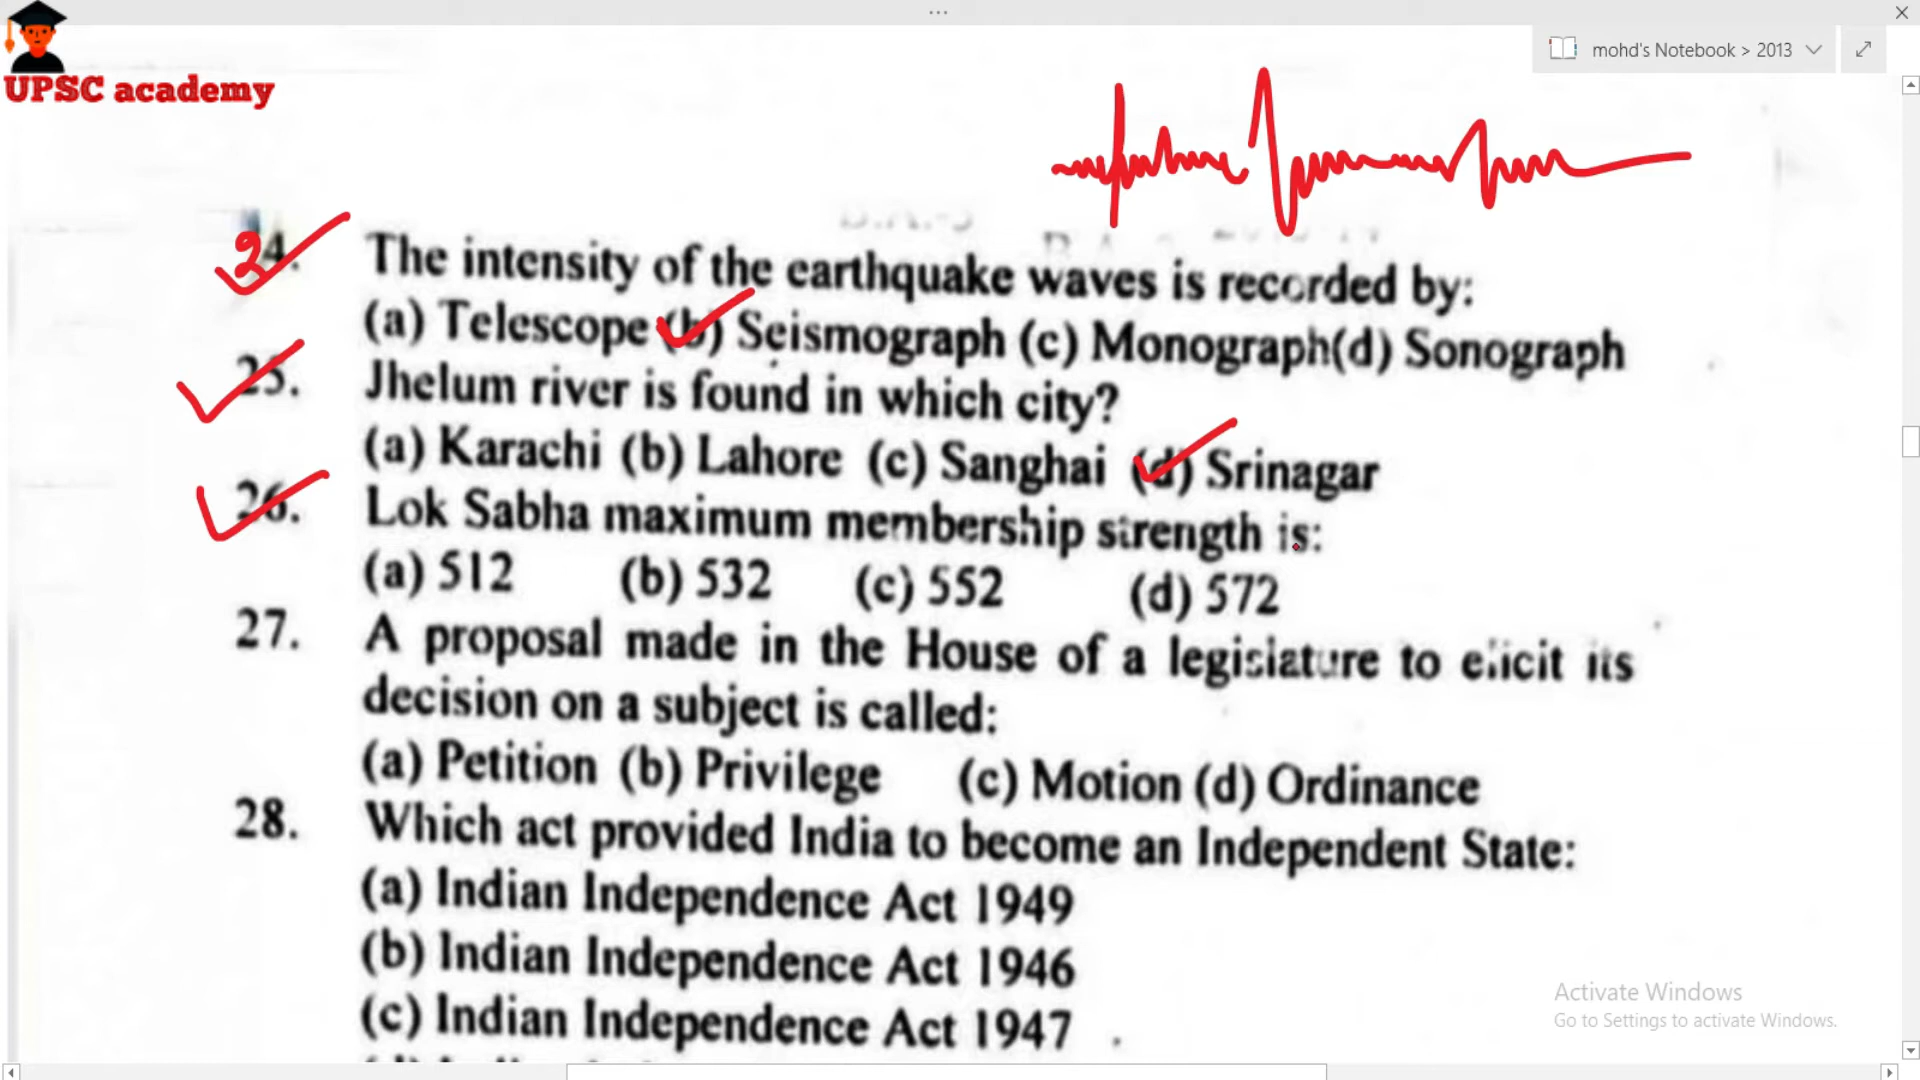 ...
mohd's Notebook > 2013
UPSC academy
24. The intensity of the earthquake waves is recorded by:
(a) Telescope (b) Seismograph (c) Monograph(d) Sonograph
25. Jhelum river is found in which city?
(a) Karachi (b) Lahore (c) Sanghai (d) Srinagar
26. Lok Sabha maximum membership strength is:
(a) 512 (b) 532 (c) 552 (d) 572
27. A proposal made in the House of a legislature to elicit its
decision on a subject is called:
(a) Petition (b) Privilege (c) Motion (d) Ordinance
28. Which act provided India to become an Independent State:
(a) Indian Independence Act 1949
(b) Indian Independence Act 1946
(c) Indian Independence Act 1947
Activate Windows
Go to Settings to activate Windows.